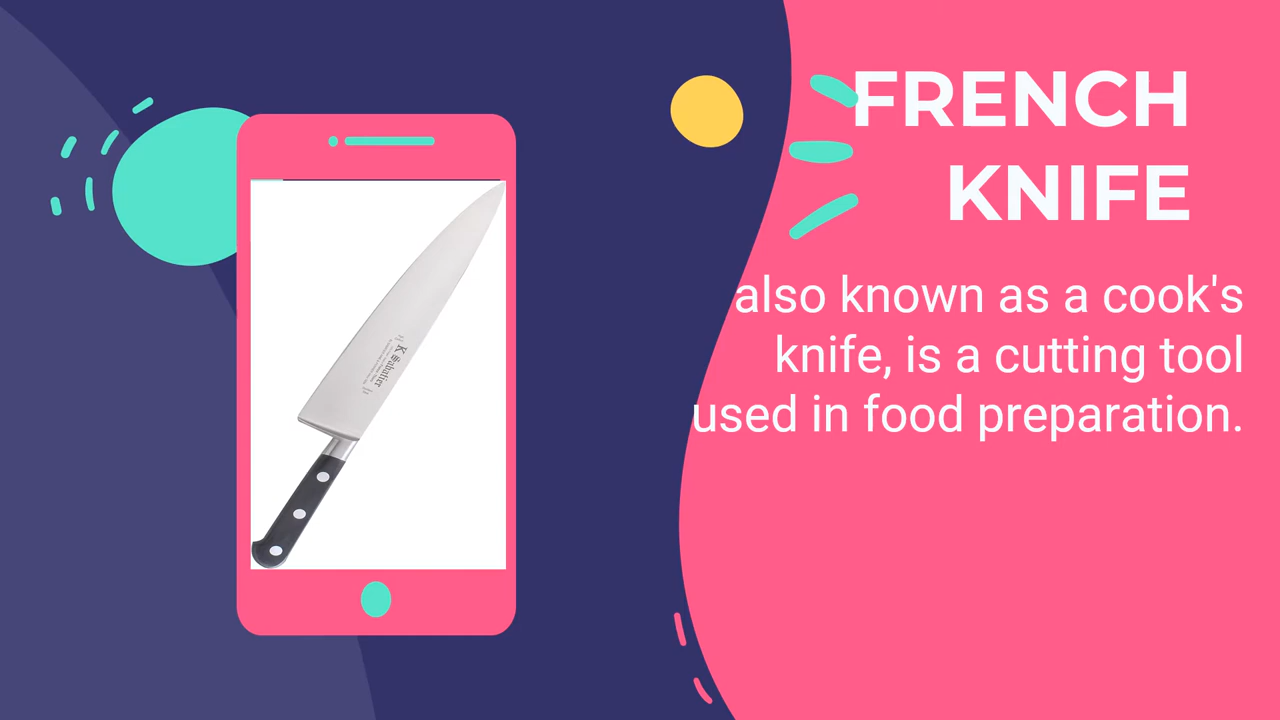 FRENCH
KNIFE
also known as a cook's
knife, is a cutting tool
used in food preparation.
K Sabatier